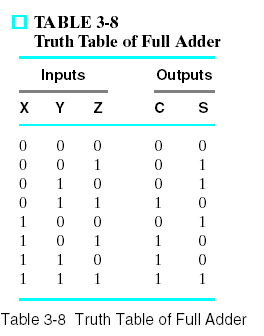 TABLE 3-8
Truth Table of Full Adder
Inputs Outputs
X Y Z C S
0 0 0 0 0
0 0 1 0 1
0 1 0 0 1
0 1 1 1 0
1 0 0 0 1
1 0 1 1 0
1 1 0 1 0
1 1 1 1 1
Table 3-8 Truth Table of Full Adder